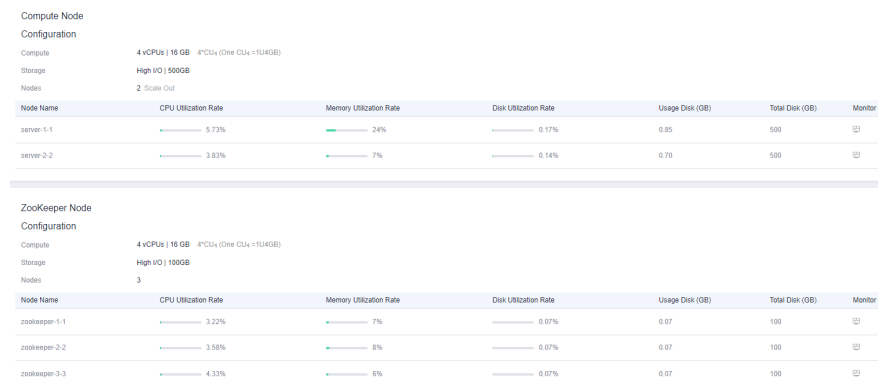 Compute Node
Configuration
Compute 4 vCPUs | 16 GB 4*CU₄ (One CU₄ =1U4GB)
Storage High I/O | 500GB
Nodes 2 Scale Out
Node Name CPU Utilization Rate Memory Utilization Rate Disk Utilization Rate Usage Disk (GB) Total Disk (GB) Monitor
server-1-1 5.73% 24% 0.17% 0.85 500
server-2-2 3.83% 7% 0.14% 0.70 500
ZooKeeper Node
Configuration
Compute 4 vCPUs | 16 GB 4*CU₄ (One CU₄ =1U4GB)
Storage High I/O | 100GB
Nodes 3
Node Name CPU Utilization Rate Memory Utilization Rate Disk Utilization Rate Usage Disk (GB) Total Disk (GB) Monitor
zookeeper-1-1 3.22% 7% 0.07% 0.07 100
zookeeper-2-2 3.58% 8% 0.07% 0.07 100
zookeeper-3-3 4.33% 6% 0.07% 0.07 100